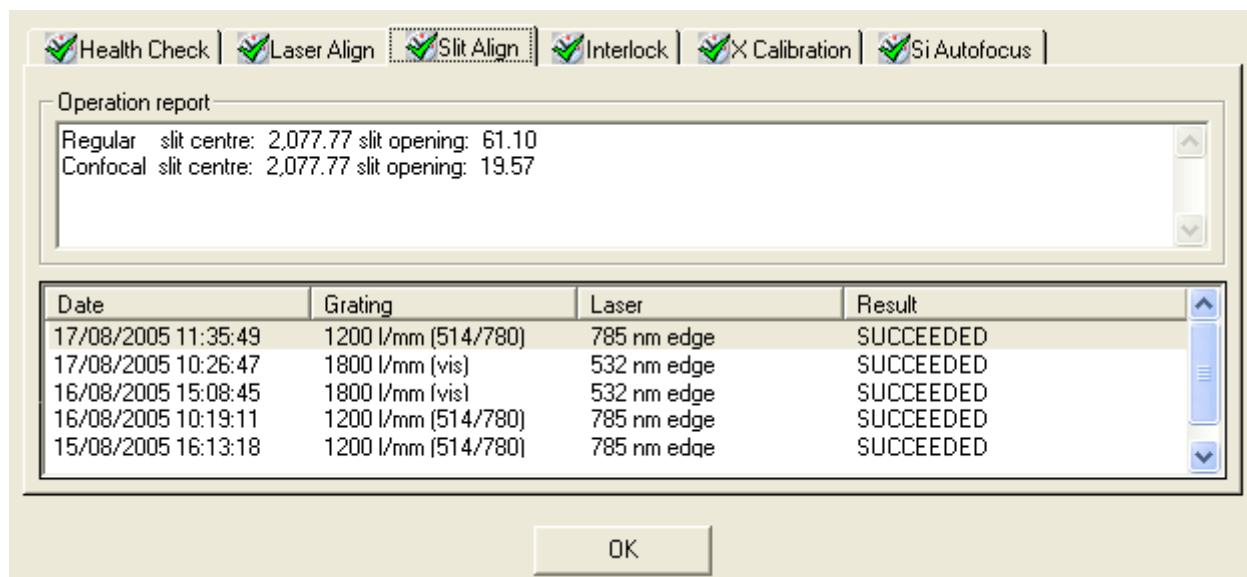 Health Check Laser Align Slit Align Interlock X Calibration Si Autofocus
Operation report
Regular slit centre: 2,077.77 slit opening: 61.10
Confocal slit centre: 2,077.77 slit opening: 19.57
Date Grating Laser Result
17/08/2005 11:35:49 1200 l/mm (514/780) 785 nm edge SUCCEEDED
17/08/2005 10:26:47 1800 l/mm (vis) 532 nm edge SUCCEEDED
16/08/2005 15:08:45 1800 l/mm (vis) 532 nm edge SUCCEEDED
16/08/2005 10:19:11 1200 l/mm (514/780) 785 nm edge SUCCEEDED
15/08/2005 16:13:18 1200 l/mm (514/780) 785 nm edge SUCCEEDED
OK